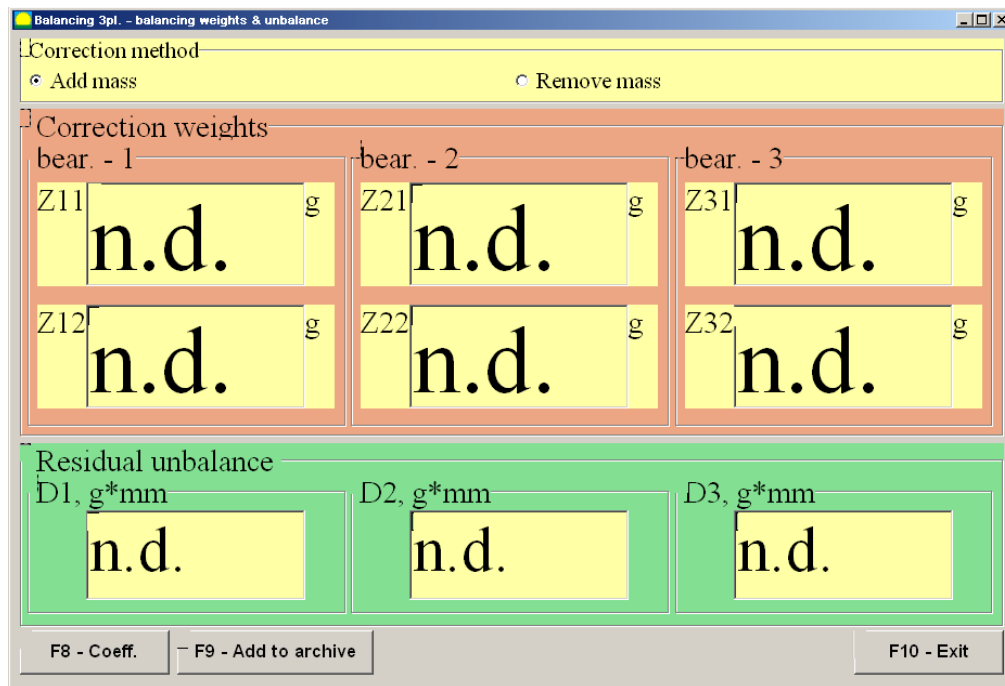 Balancing 3pl. - balancing weights & unbalance
Correction method
Add mass Remove mass
Correction weights
bear. - 1 bear. - 2 bear. - 3
Z11 n.d. g Z21 n.d. g Z31 n.d. g
Z12 n.d. g Z22 n.d. g Z32 n.d. g
Residual unbalance
D1, g*mm D2, g*mm D3, g*mm
n.d. n.d. n.d.
F8 - Coeff. F9 - Add to archive F10 - Exit